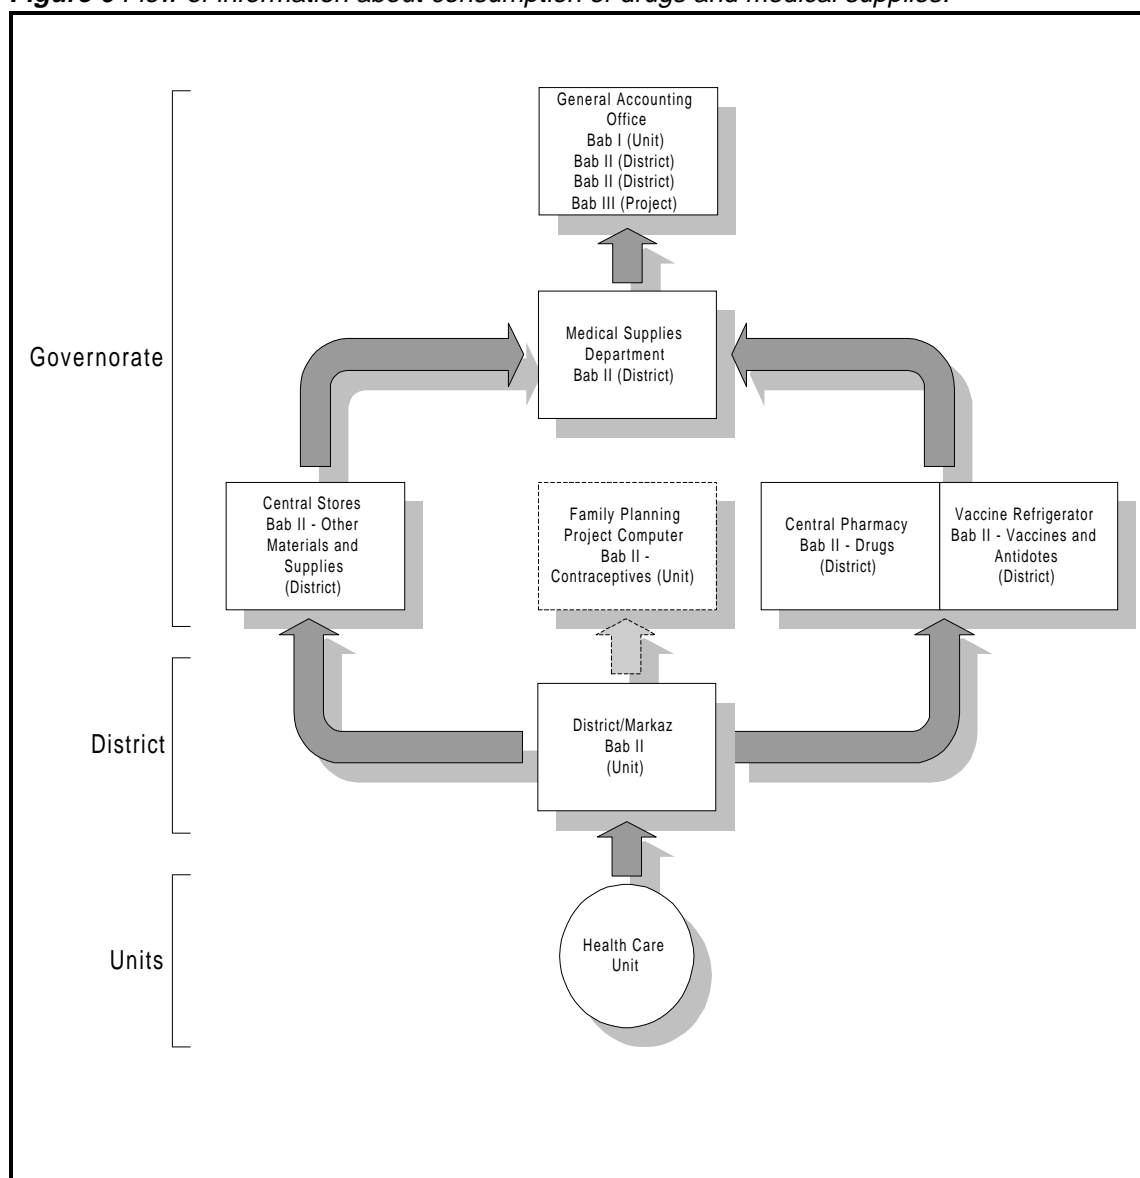 Flow of information about consumption of drugs and medical supplies.
General Accounting
Office
Bab I (Unit)
Bab II (District)
Bab II (District)
Bab III (Project)
Medical Supplies
Department
Bab II (District)
Governorate
Central Stores
Bab II - Other
Materials and
Supplies
(District)
Family Planning
Project Computer
Bab II -
Contraceptives (Unit)
Central Pharmacy
Bab II - Drugs
(District)
Vaccine Refrigerator
Bab II - Vaccines and
Antidotes
(District)
District
District/Markaz
Bab II
(Unit)
Units
Health Care
Unit